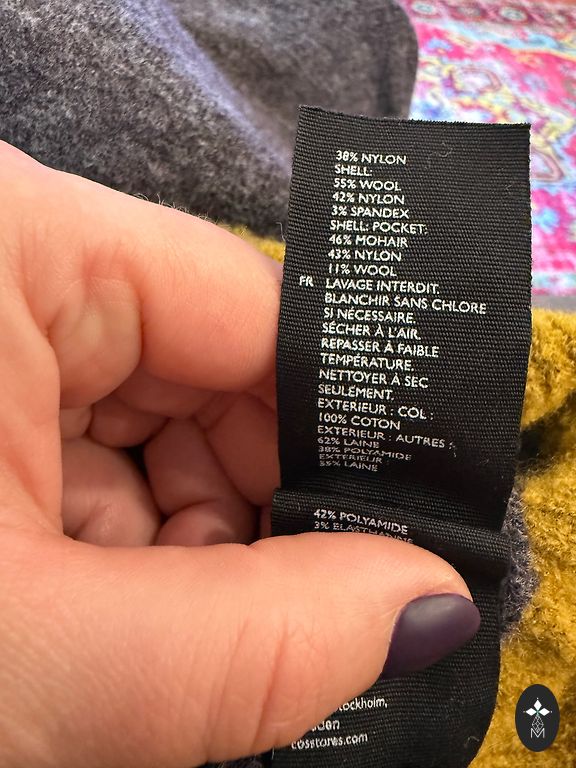 38% NYLON
SHELL:
55% WOOL
42% NYLON
3% SPANDEX
SHELL: POCKET:
46% MOHAIR
43% NYLON
11% WOOL
FR LAVAGE INTERDIT.
BLANCHIR SANS CHLORE
SI NÉCESSAIRE.
SÉCHER À L'AIR.
REPASSER À FAIBLE
TEMPÉRATURE.
NETTOYER À SEC
SEULEMENT.
EXTERIEUR : COL :
100% COTON
EXTERIEUR : AUTRES :
62% LAINE
38% POLYAMIDE
EXTERIEUR :
55% LAINE
42% POLYAMIDE
3% ELASTHANNE
tockholm,
den
cosstores.com
M